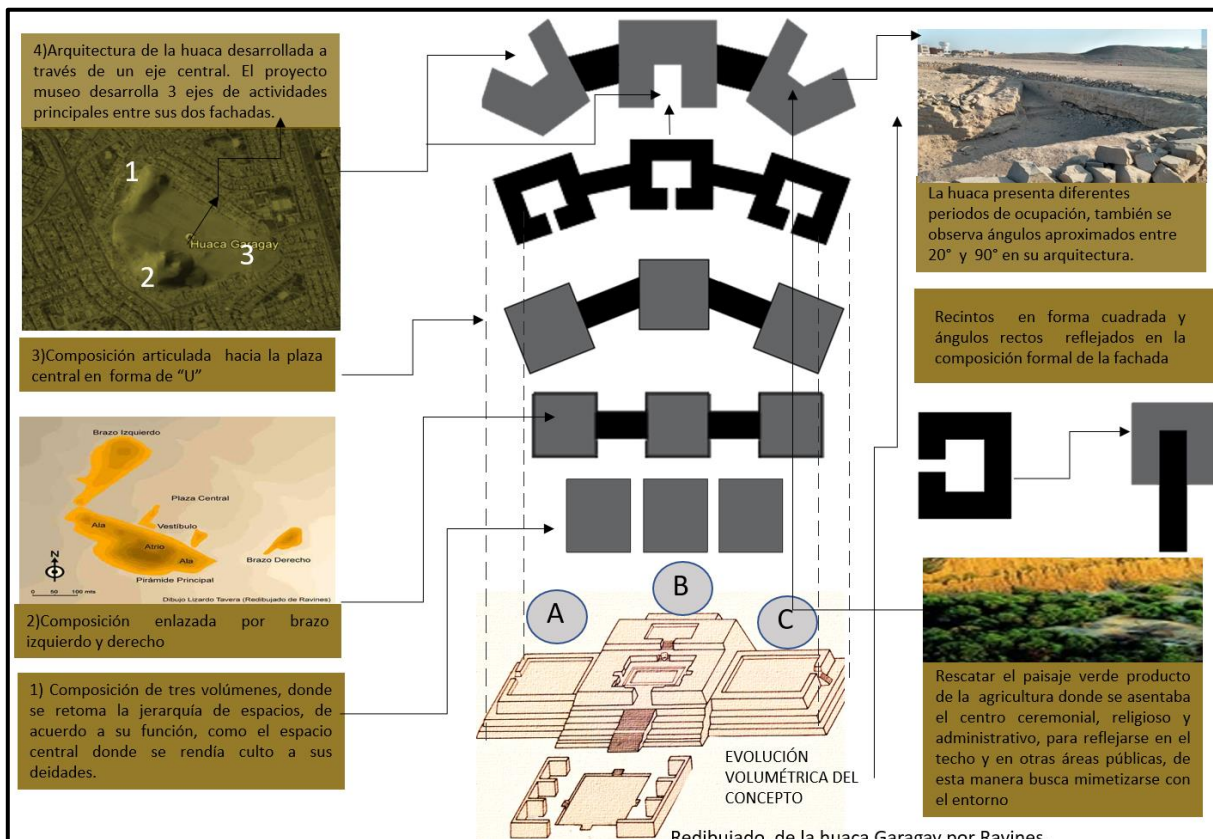 4)Arquitectura de la huaca desarrollada a
través de un eje central. El proyecto
museo desarrolla 3 ejes de actividades
principales entre sus dos fachadas.
1
Huaca Garagay
2
3
3)Composición articulada hacia la plaza
central en forma de “U”
Brazo Izquierdo
Plaza Central
Ala
Vestíbulo
Atrio
Ala
Brazo Derecho
Pirámide Principal
N
0 50 100 mts
Dibujo Lizardo Tavera (Redibujado de Ravines)
2)Composición enlazada por brazo
izquierdo y derecho
1) Composición de tres volúmenes, donde
se retoma la jerarquía de espacios, de
acuerdo a su función, como el espacio
central donde se rendía culto a sus
deidades.
A
B
C
EVOLUCIÓN
VOLUMÉTRICA DEL
CONCEPTO
Redibujado de la huaca Garagay por Ravines
La huaca presenta diferentes
periodos de ocupación, también se
observa ángulos aproximados entre
20° y 90° en su arquitectura.
Recintos en forma cuadrada y
ángulos rectos reflejados en la
composición formal de la fachada
Rescatar el paisaje verde producto
de la agricultura donde se asentaba
el centro ceremonial, religioso y
administrativo, para reflejarse en el
techo y en otras áreas públicas, de
esta manera busca mimetizarse con
el entorno